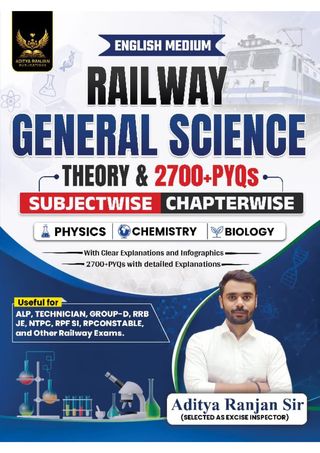 ADITYA RANJAN
PUBLICATIONS
ENGLISH MEDIUM
RAILWAY
GENERAL SCIENCE
THEORY & 2700+PYQs
SUBJECTWISE CHAPTERWISE
PHYSICS CHEMISTRY BIOLOGY
With Clear Explanations and Infographics
2700+PYQs with detailed Explanations
Useful for
ALP, TECHNICIAN, GROUP-D, RRB
JE, NTPC, RPF SI, RPCONSTABLE,
and Other Railway Exams.
Aditya Ranjan Sir
(SELECTED AS EXCISE INSPECTOR)